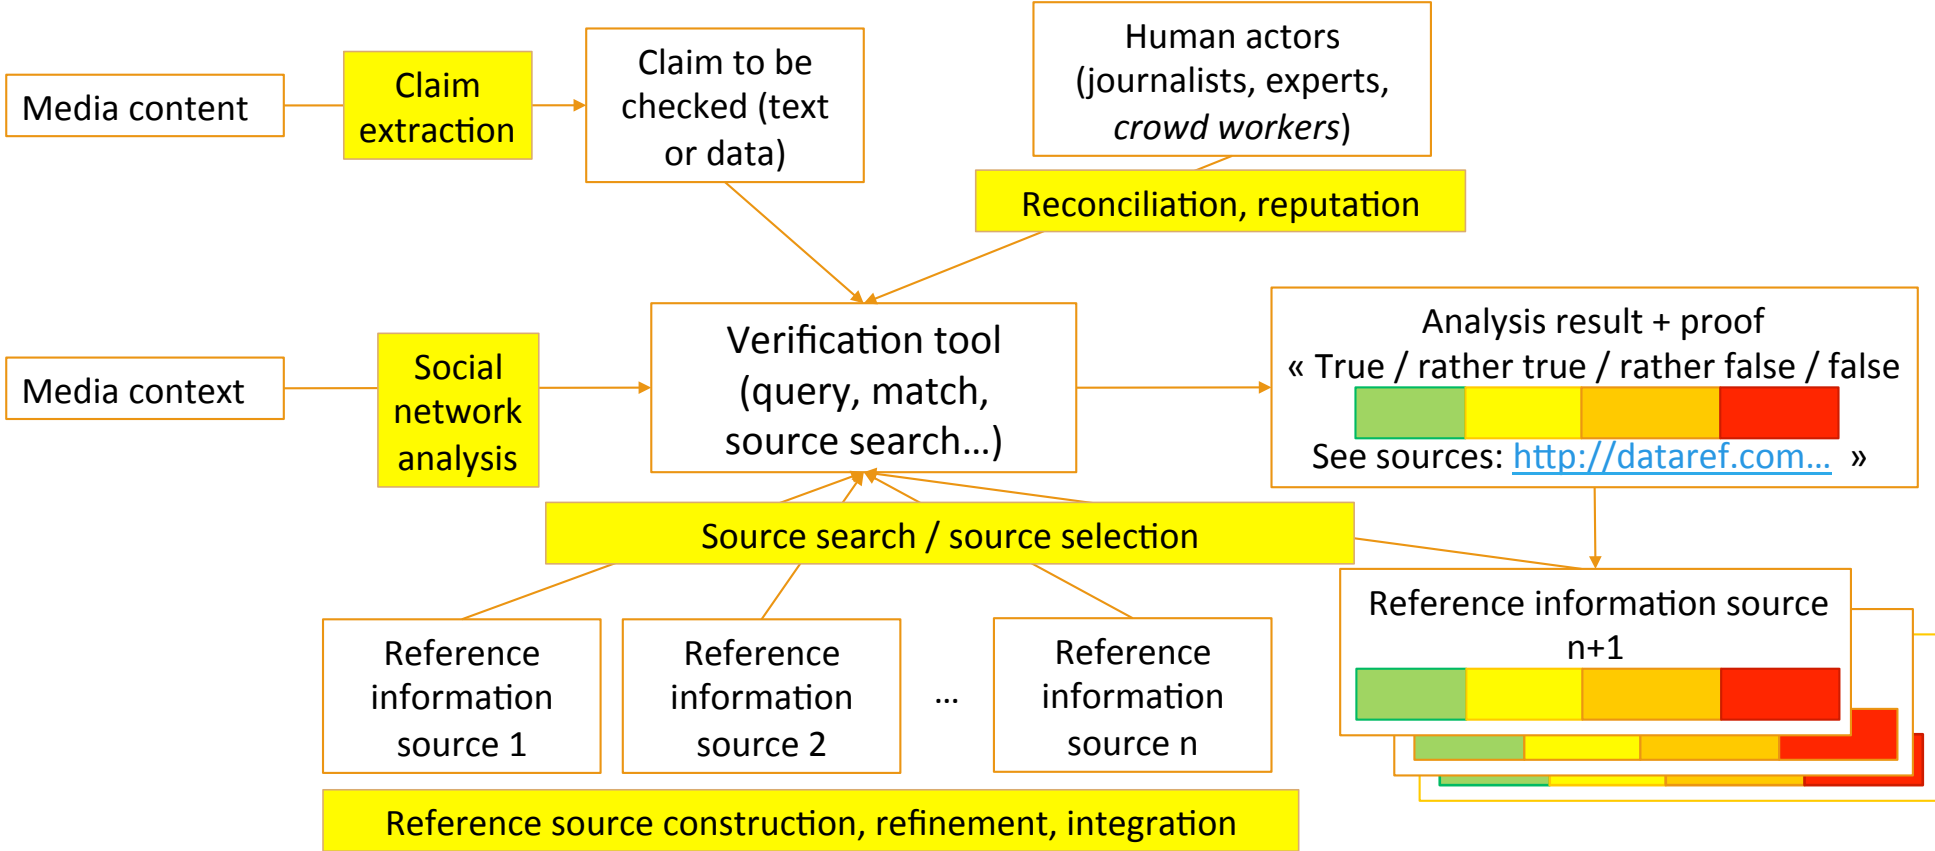 Media content
Claim
extraction
Claim to be
checked (text
or data)
Human actors
(journalists, experts,
crowd workers)
Reconciliation, reputation
Media context
Social
network
analysis
Verification tool
(query, match,
source search...)
Analysis result + proof
« True / rather true / rather false / false
See sources: http://dataref.com... »
Source search / source selection
Reference
information
source 1
Reference
information
source 2
...
Reference
information
source n
Reference information source
n+1
Reference source construction, refinement, integration